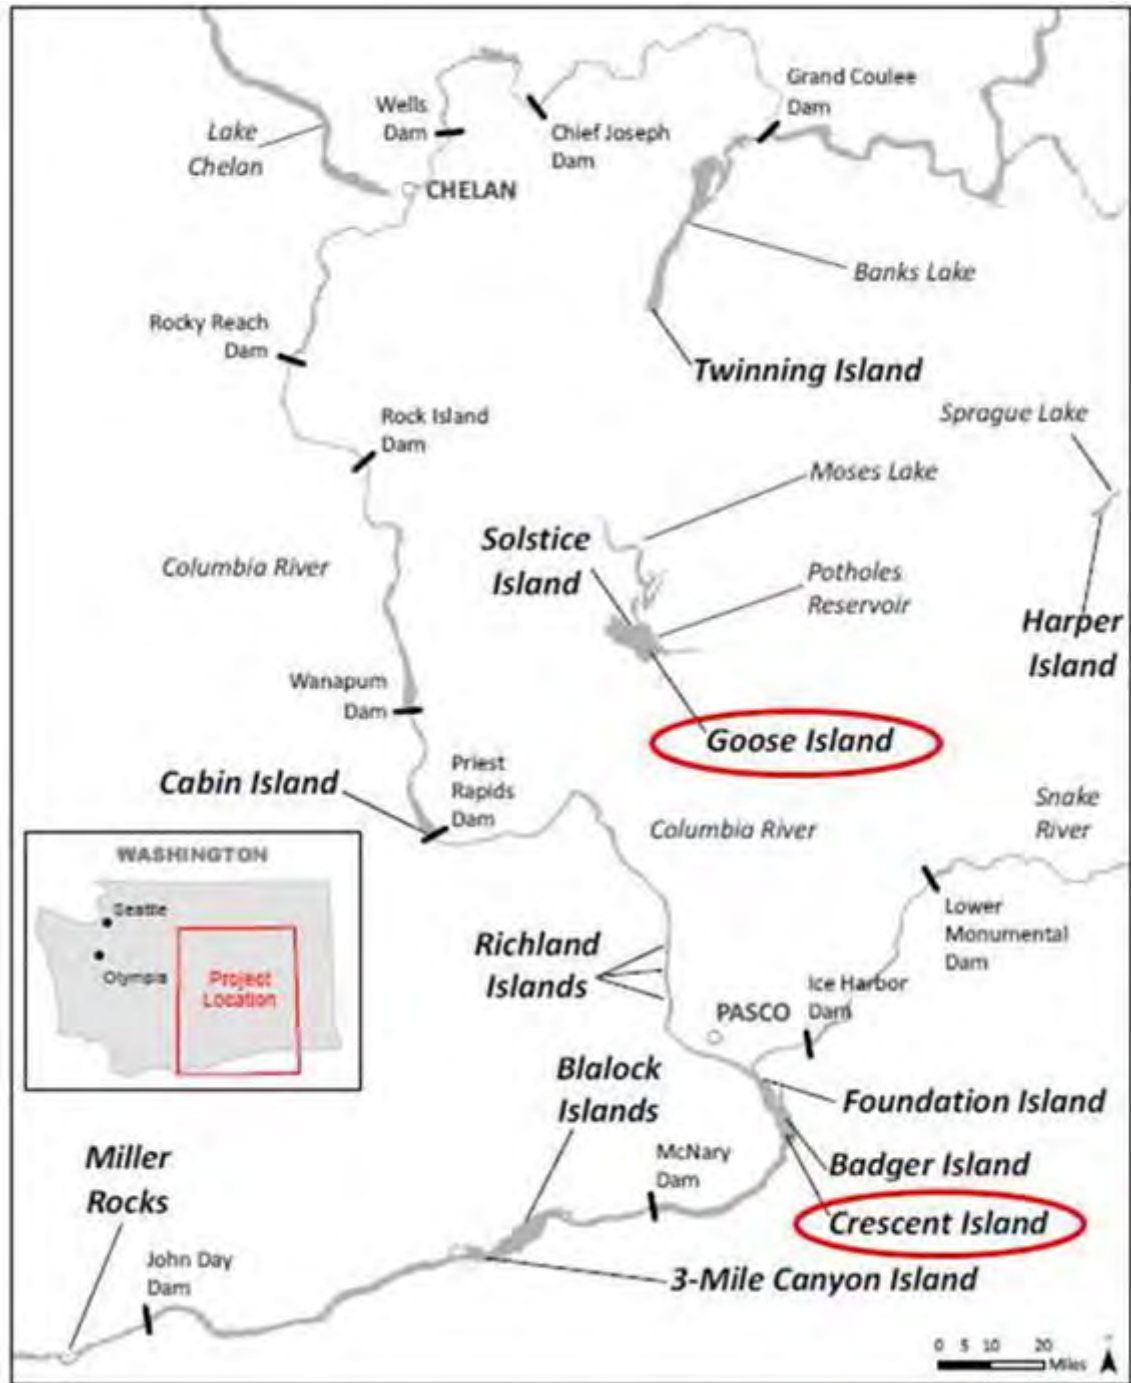 Grand Coulee
Dam
Wells
Dam
Chief Joseph
Dam
Lake
Chelan
CHELAN
Banks Lake
Rocky Reach
Dam
Twinning Island
Rock Island
Dam
Sprague Lake
Moses Lake
Solstice
Island
Columbia River
Potholes
Reservoir
Harper
Island
Wanapum
Dam
Goose Island
Cabin Island
Priest
Rapids
Dam
Columbia River
Snake
River
WASHINGTON
Seattle
Olympia
Project
Location
Lower
Monumental
Dam
Richland
Islands
Ice Harbor
Dam
PASCO
Blalock
Islands
Foundation Island
Miller
Rocks
McNary
Dam
Badger Island
Crescent Island
John Day
Dam
3-Mile Canyon Island
0 5 10 20
Miles